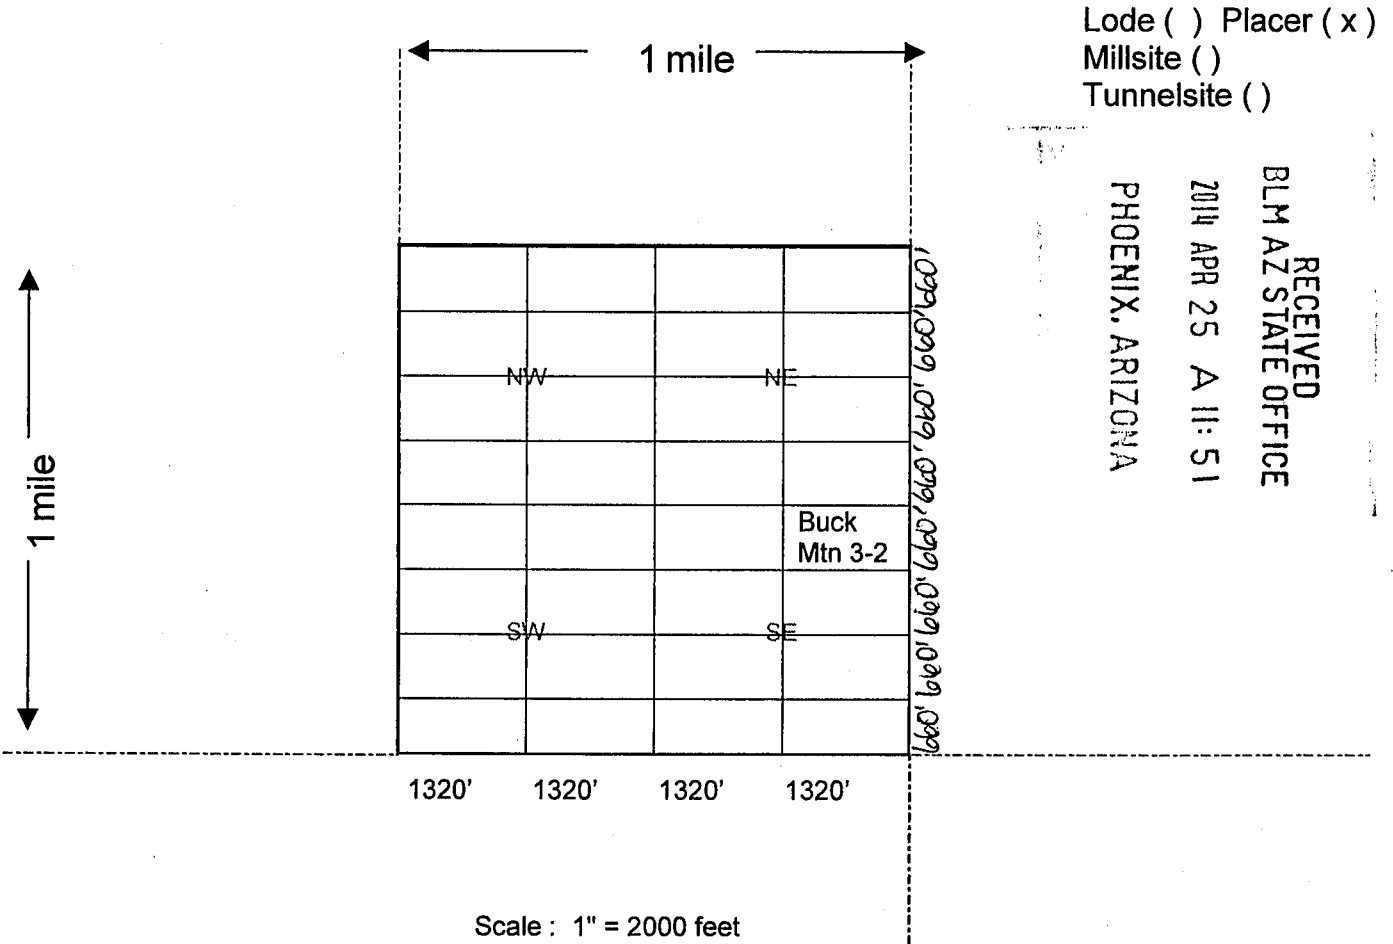 Lode ( ) Placer ( x )
Millsite ( )
Tunnelsite ( )
1 mile
RECEIVED
BLM AZ STATE OFFICE
2014 APR 25 A 11: 51
PHOENIX, ARIZONA
1 mile
NW
NE
Buck
Mtn 3-2
SW
SE
660' 660' 660' 660' 660' 660' 660' 660'
1320' 1320' 1320' 1320'
Scale : 1" = 2000 feet